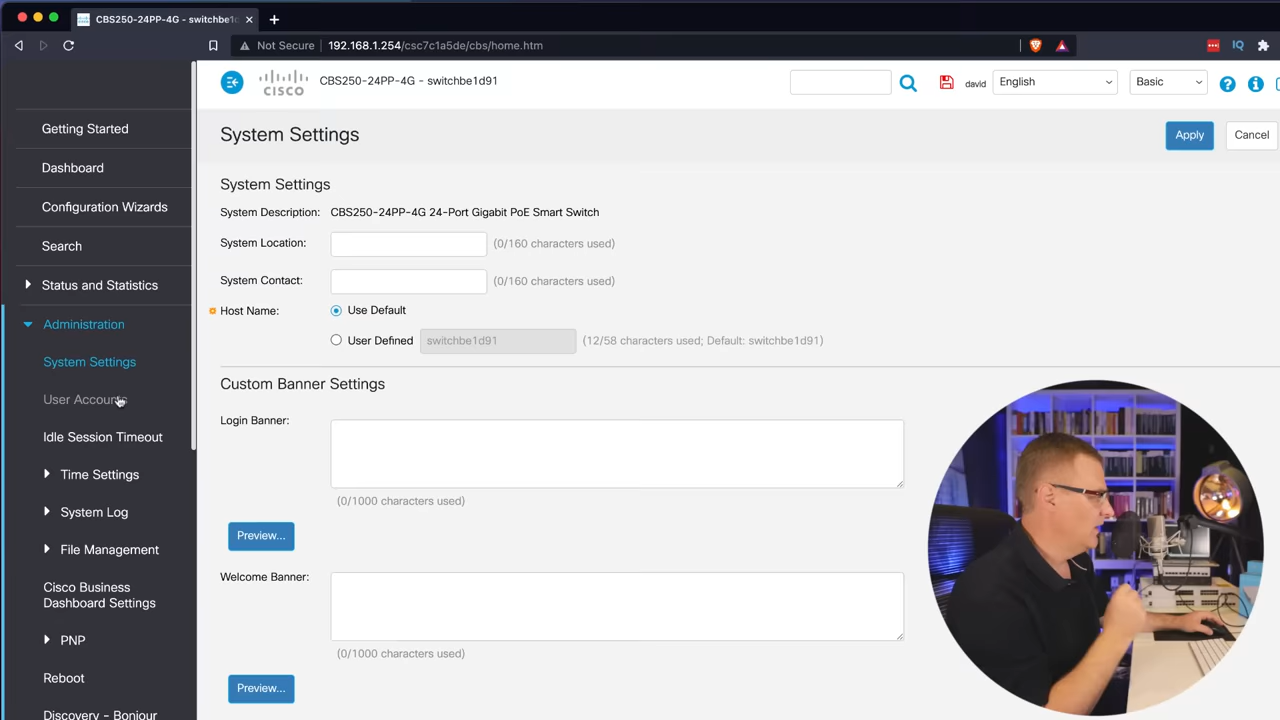 CBS250-24PP-4G - switchbe1d
Not Secure 192.168.1.254/csc7c1a5de/cbs/home.htm
IQ
CISCO
CBS250-24PP-4G - switchbe1d91
david
English
Basic
Getting Started
Dashboard
Configuration Wizards
Search
Status and Statistics
Administration
System Settings
User Accounts
Idle Session Timeout
Time Settings
System Log
File Management
Cisco Business
Dashboard Settings
PNP
Reboot
Discovery - Bonjour
System Settings
Apply
Cancel
System Settings
System Description: CBS250-24PP-4G 24-Port Gigabit PoE Smart Switch
System Location: (0/160 characters used)
System Contact: (0/160 characters used)
Host Name: Use Default
User Defined switchbe1d91 (12/58 characters used; Default: switchbe1d91)
Custom Banner Settings
Login Banner:
(0/1000 characters used)
Preview...
Welcome Banner:
(0/1000 characters used)
Preview...